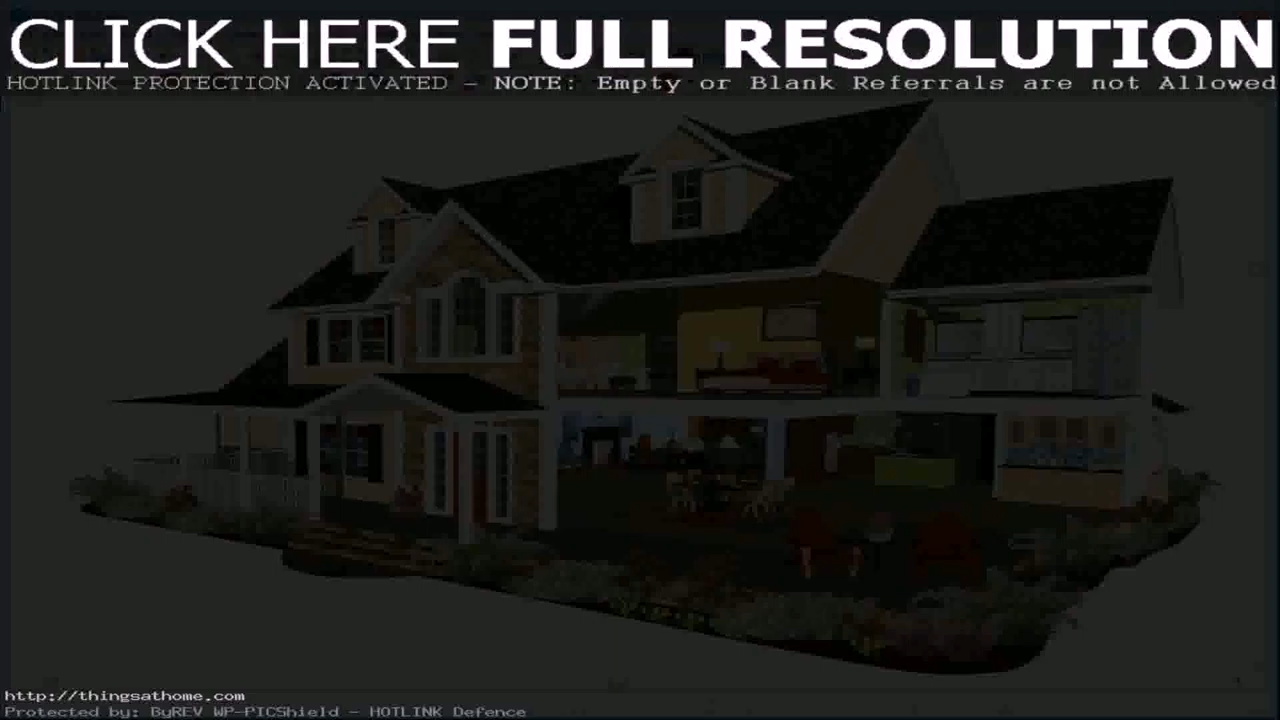 CLICK HERE FULL RESOLUTION
HOTLINK PROTECTION ACTIVATED - NOTE: Empty or Blank Referrals are not Allowed
http://thingsathome.com
Protected by: ByREV WP-PICShield - HOTLINK Defence